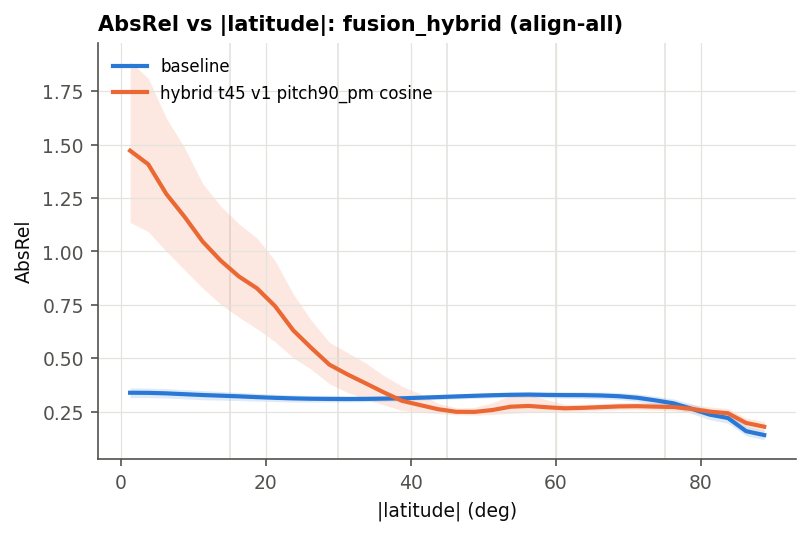 AbsRel vs |latitude|: fusion_hybrid (align-all)
baseline
hybrid t45 v1 pitch90_pm cosine
1.75
1.50
1.25
1.00
0.75
0.50
0.25
AbsRel
0 20 40 60 80
|latitude| (deg)